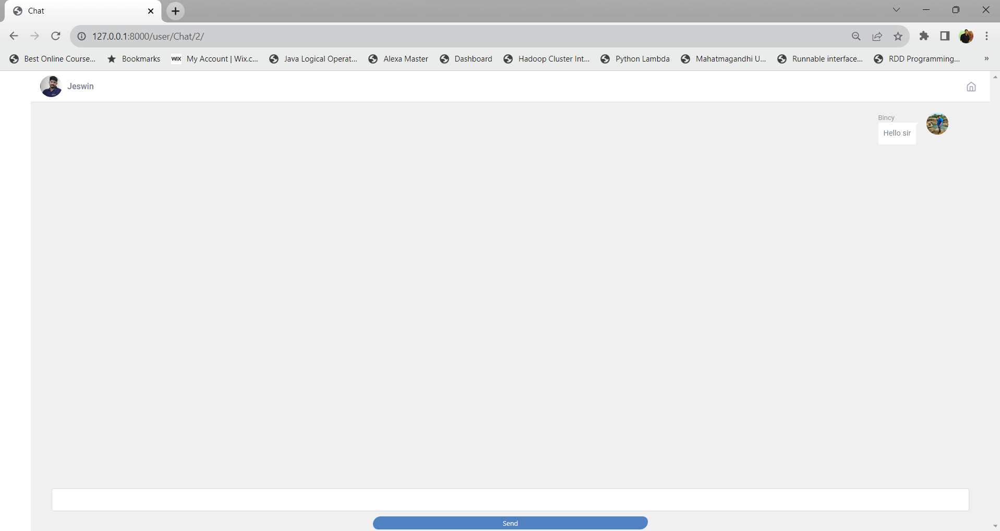 Chat
127.0.0.1:8000/user/Chat/2/
Best Online Course... Bookmarks WIX My Account | Wix.c... Java Logical Operat... Alexa Master Dashboard Hadoop Cluster Int... Python Lambda Mahatmagandhi U... Runnable interface... RDD Programming... »
Jeswin
Bincy
Hello sir
Send